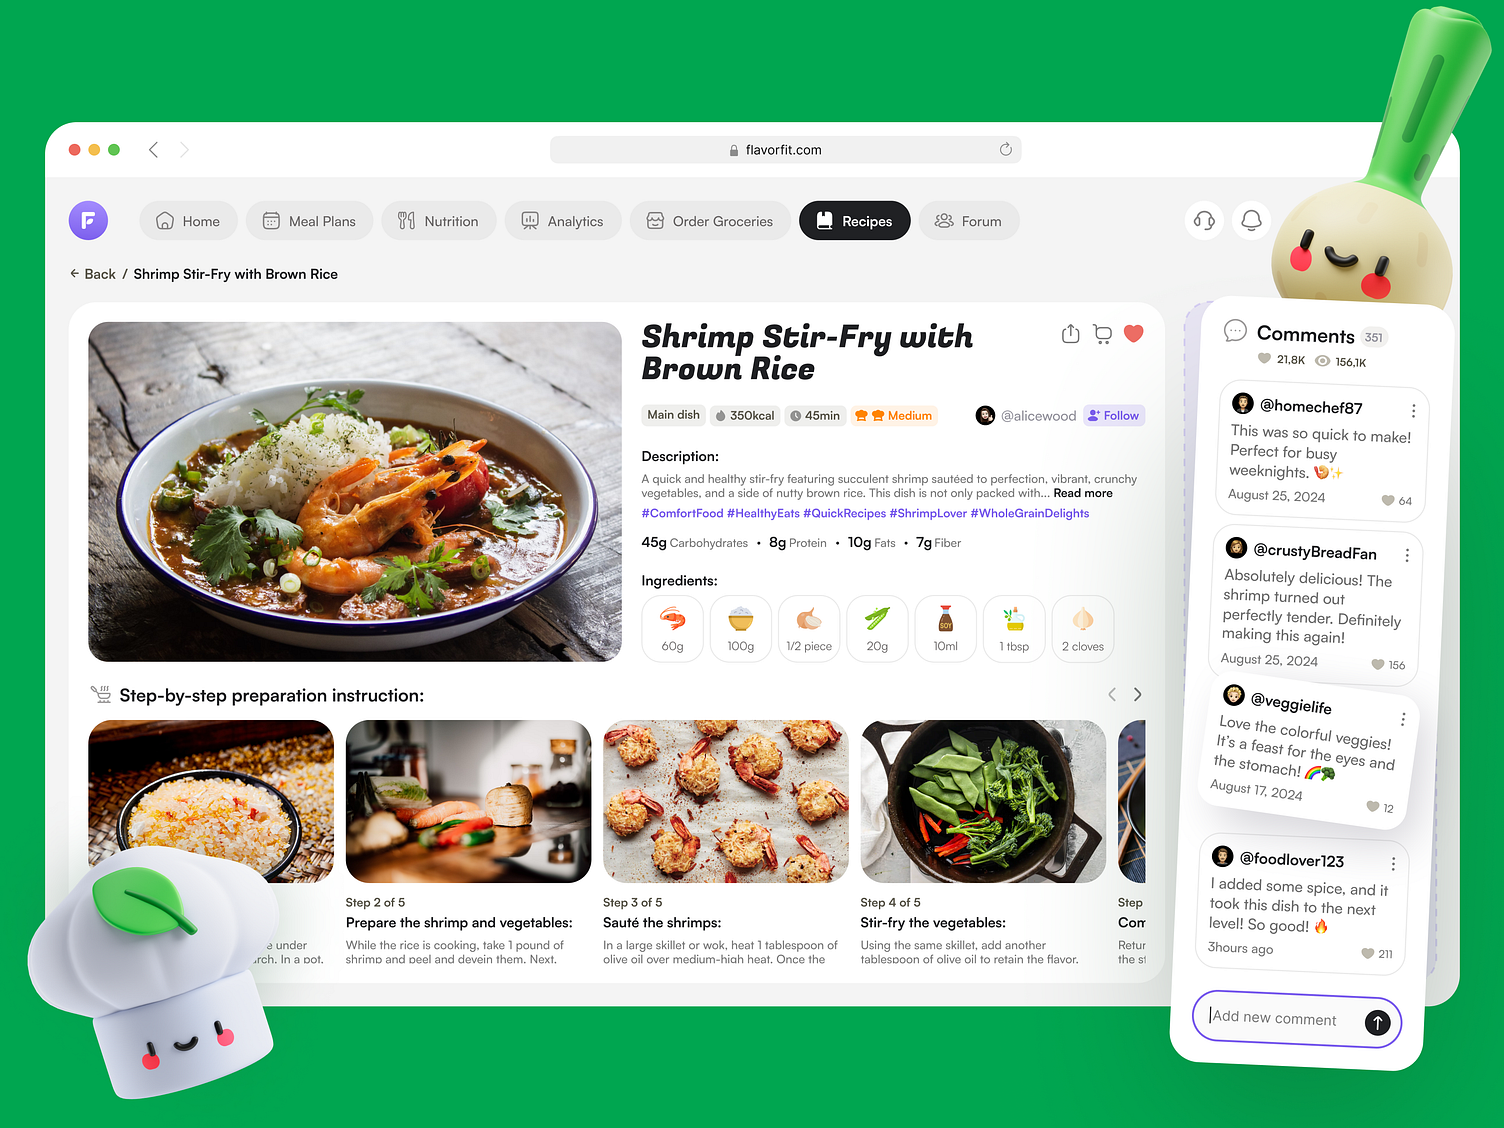 flavorfit.com
F
Home
Meal Plans
Nutrition
Analytics
Order Groceries
Recipes
Forum
Back / Shrimp Stir-Fry with Brown Rice
Shrimp Stir-Fry with
Brown Rice
Main dish
350kcal
45min
Medium
@alicewood
Follow
Description:
A quick and healthy stir-fry featuring succulent shrimp sautéed to perfection, vibrant, crunchy
vegetables, and a side of nutty brown rice. This dish is not only packed with... Read more
#ComfortFood #HealthyEats #QuickRecipes #ShrimpLover #WholeGrainDelights
45g Carbohydrates • 8g Protein • 10g Fats • 7g Fiber
Ingredients:
60g
100g
1/2 piece
20g
SOY
10ml
1 tbsp
2 cloves
Step-by-step preparation instruction:
e under
rch. In a pot,
Step 2 of 5
Prepare the shrimp and vegetables:
While the rice is cooking, take 1 pound of
shrimp and peel and devein them. Next,
Step 3 of 5
Sauté the shrimps:
In a large skillet or wok, heat 1 tablespoon of
olive oil over medium-high heat. Once the
Step 4 of 5
Stir-fry the vegetables:
Using the same skillet, add another
tablespoon of olive oil to retain the flavor.
Step
Com
Retur
the st
Comments 351
21,8K 156,1K
@homechef87
This was so quick to make!
Perfect for busy
weeknights. 🍤✨
August 25, 2024
64
@crustyBreadFan
Absolutely delicious! The
shrimp turned out
perfectly tender. Definitely
making this again!
August 25, 2024
156
@veggielife
Love the colorful veggies!
It's a feast for the eyes and
the stomach! 🌈🥦
August 17, 2024
12
@foodlover123
I added some spice, and it
took this dish to the next
level! So good! 🔥
3hours ago
211
Add new comment